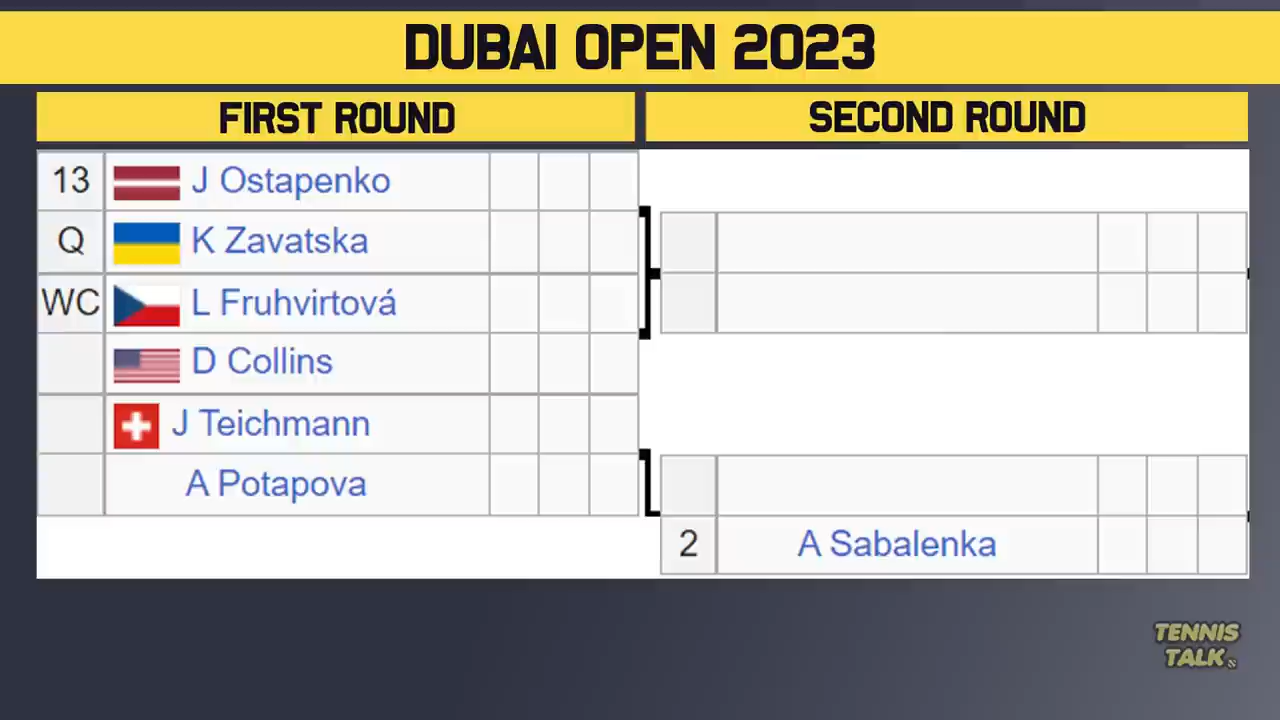 DUBAI OPEN 2023
FIRST ROUND
SECOND ROUND
13 J Ostapenko
Q K Zavatska
WC L Fruhvirtová
D Collins
J Teichmann
A Potapova
2 A Sabalenka
TENNIS
TALK